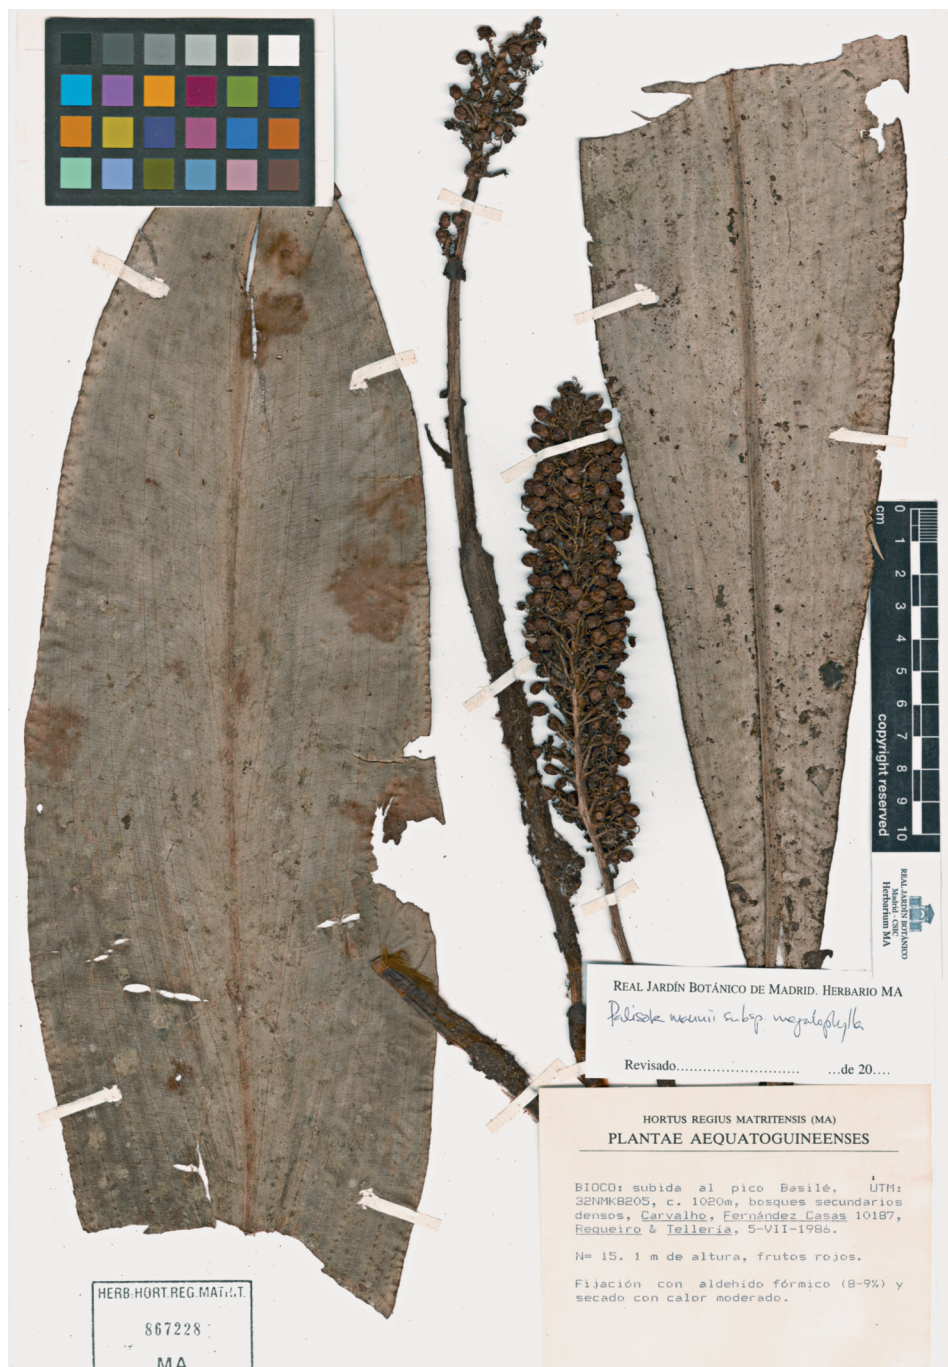 cm
0
1
2
3
4
5
6
7
8
9
10
copyright reserved
REAL JARDÍN BOTÁNICO
Madrid - CSIC
Herbarium MA
REAL JARDÍN BOTÁNICO DE MADRID. HERBARIO MA
Palisota mannii subsp. megalophylla
Revisado........................... ...de 20....
HORTUS REGIUS MATRITENSIS (MA)
PLANTAE AEQUATOGUINEENSES
BIOCO: subida al pico Basilé, UTM:
32NMK8205, c. 1020m, bosques secundarios
densos, Carvalho, Fernández Casas 10187,
Regueiro & Tellería, 5-VII-1986.
N= 15. 1 m de altura, frutos rojos.
Fijación con aldehido fórmico (8-9%) y
secado con calor moderado.
HERB.HORT.REG.MATRIT.
867228
MA